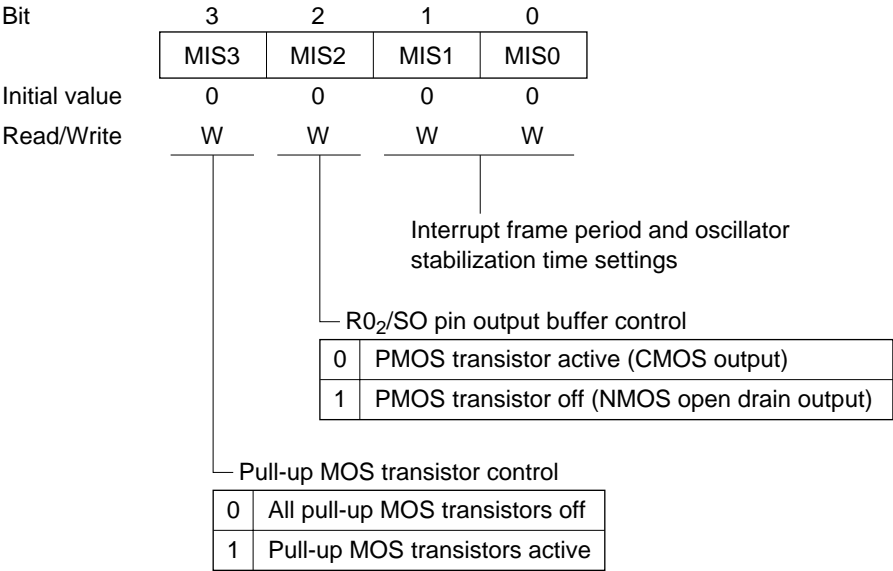 Bit 3 2 1 0
MIS3 MIS2 MIS1 MIS0
Initial value 0 0 0 0
Read/Write W W W W
Interrupt frame period and oscillator
stabilization time settings
R0₂/SO pin output buffer control
0 PMOS transistor active (CMOS output)
1 PMOS transistor off (NMOS open drain output)
Pull-up MOS transistor control
0 All pull-up MOS transistors off
1 Pull-up MOS transistors active